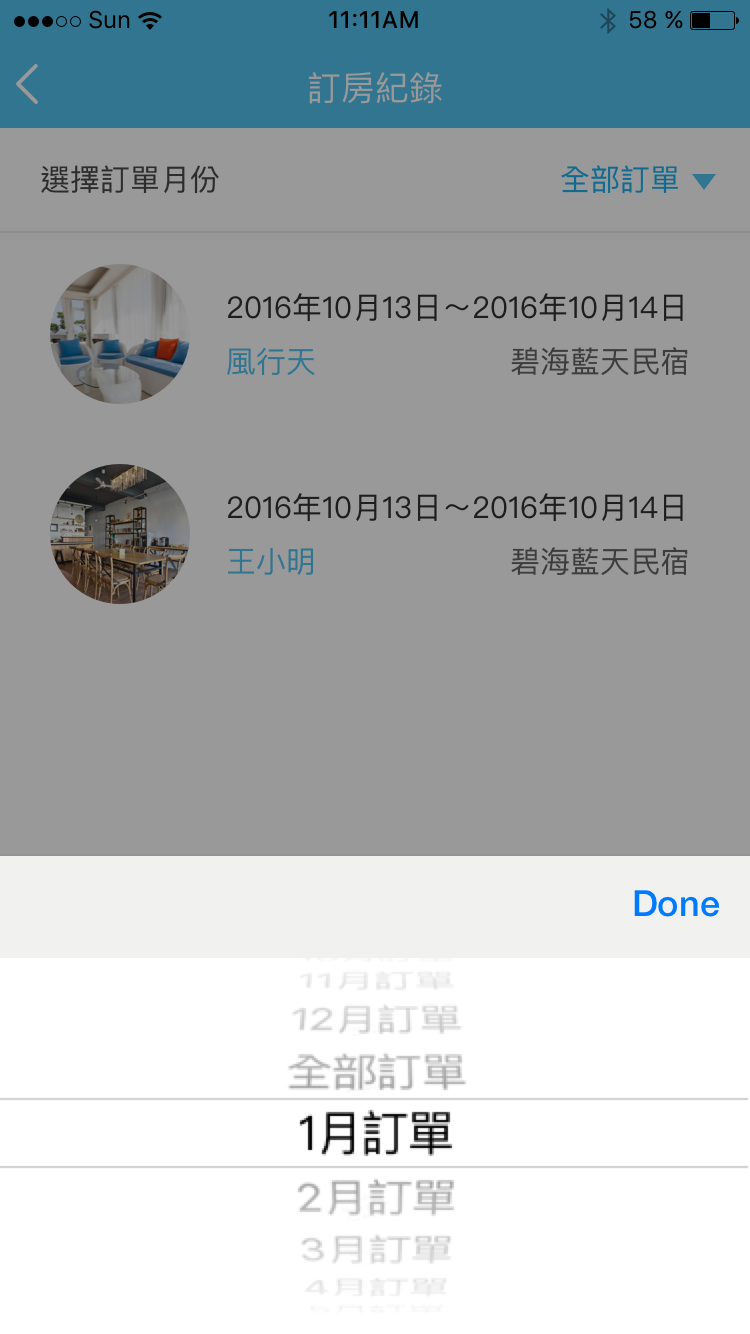 Sun 11:11AM 58 %
訂房紀錄
選擇訂單月份 全部訂單
2016年10月13日～2016年10月14日
風行天 碧海藍天民宿
2016年10月13日～2016年10月14日
王小明 碧海藍天民宿
Done
11月訂單
12月訂單
全部訂單
1月訂單
2月訂單
3月訂單
4月訂單